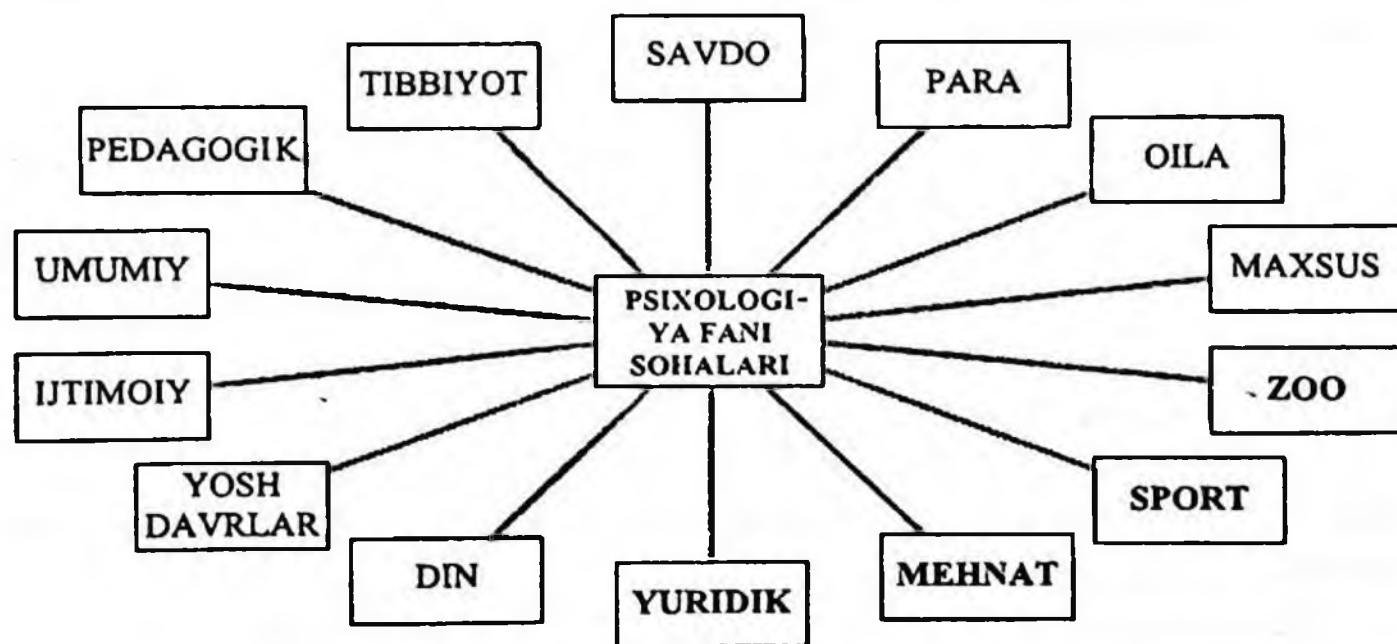 SAVDO
TIBBIYOT
PARA
PEDAGOGIK
OILA
UMUMIY
MAXSUS
PSIXOLOGI-
YA FANI
SOHALARI
IJTIMOIY
ZOO
YOSH
DAVRLAR
SPORT
DIN
MEHNAT
YURIDIK